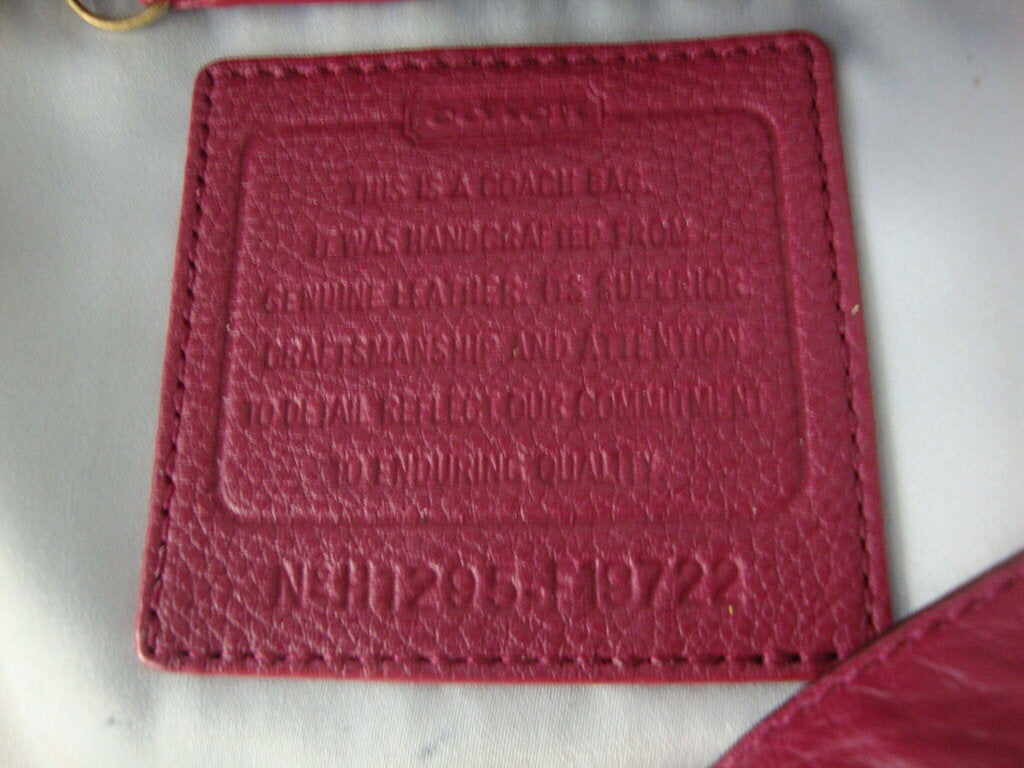 COACH
THIS IS A COACH BAG.
IT WAS HANDCRAFTED FROM
GENUINE LEATHER. ITS SUPERIOR
CRAFTSMANSHIP AND ATTENTION
TO DETAIL REFLECT OUR COMMITMENT
TO ENDURING QUALITY.